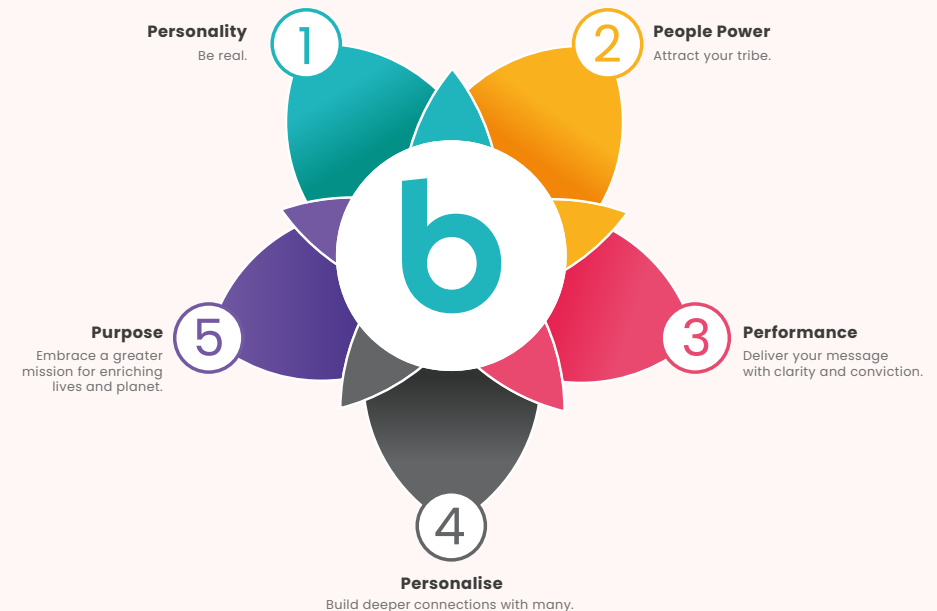 1
Personality
Be real.
2
People Power
Attract your tribe.
b
3
Performance
Deliver your message
with clarity and conviction.
4
Personalise
Build deeper connections with many.
5
Purpose
Embrace a greater
mission for enriching
lives and planet.